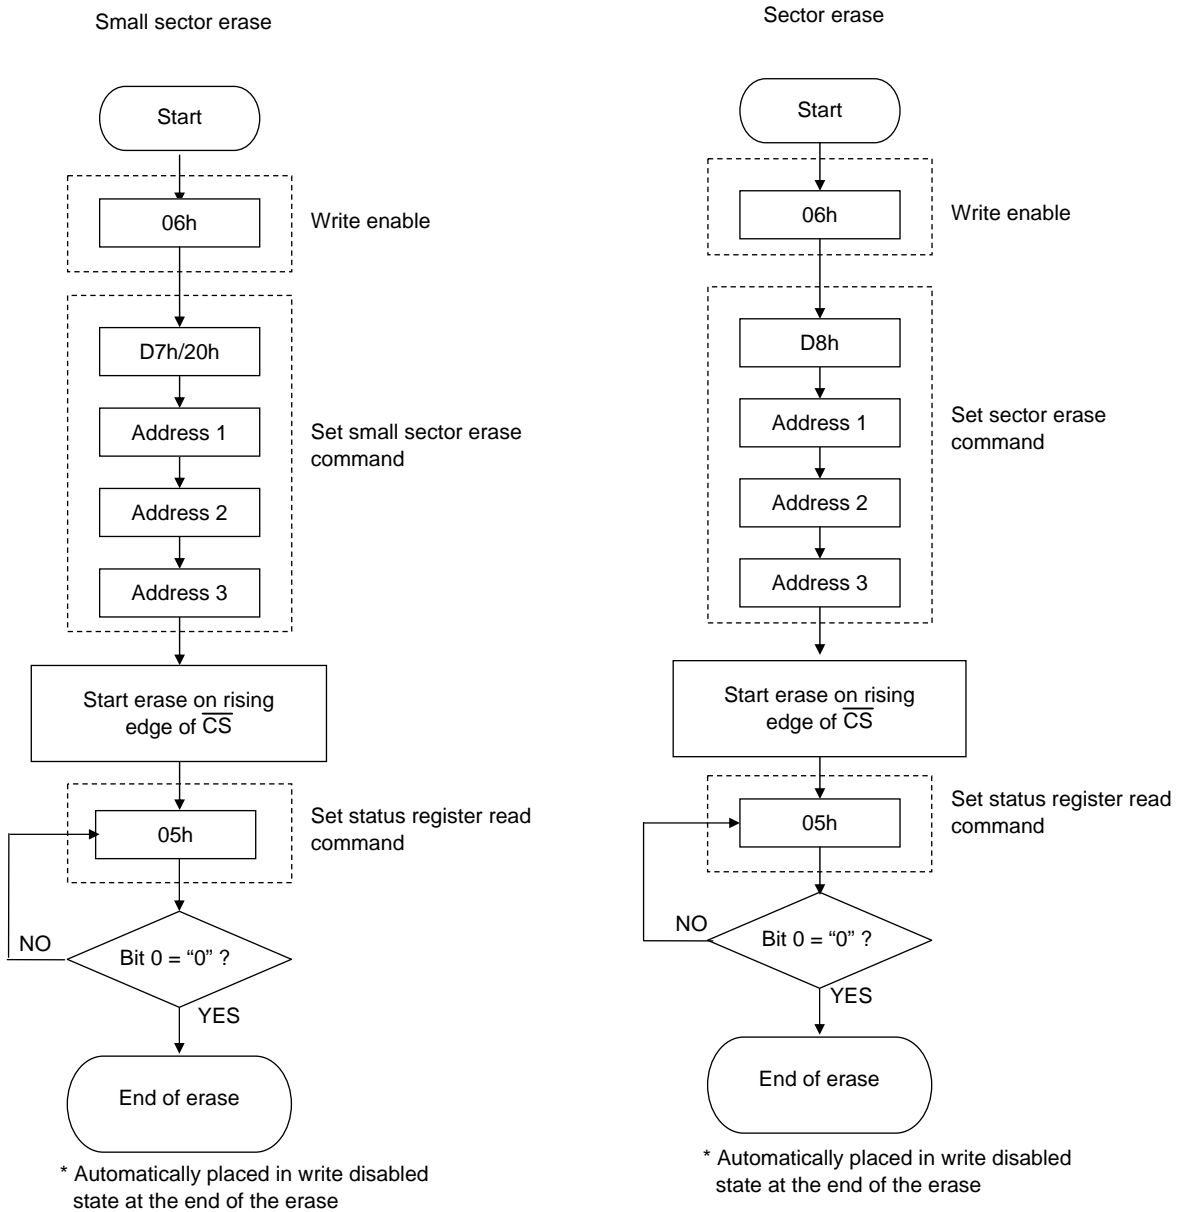 Small sector erase
Start
06h
Write enable
D7h/20h
Address 1
Address 2
Address 3
Set small sector erase
command
Start erase on rising
edge of C̅S̅
05h
Set status register read
command
NO
Bit 0 = “0” ?
YES
End of erase
* Automatically placed in write disabled
state at the end of the erase
Sector erase
Start
06h
Write enable
D8h
Address 1
Address 2
Address 3
Set sector erase
command
Start erase on rising
edge of C̅S̅
05h
Set status register read
command
NO
Bit 0 = “0” ?
YES
End of erase
* Automatically placed in write disabled
state at the end of the erase